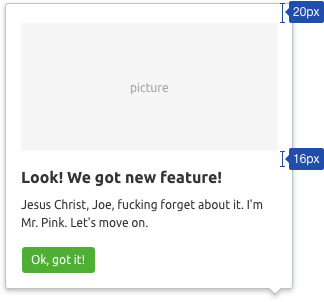 20px
picture
16px
Look! We got new feature!
Jesus Christ, Joe, fucking forget about it. I'm
Mr. Pink. Let's move on.
Ok, got it!